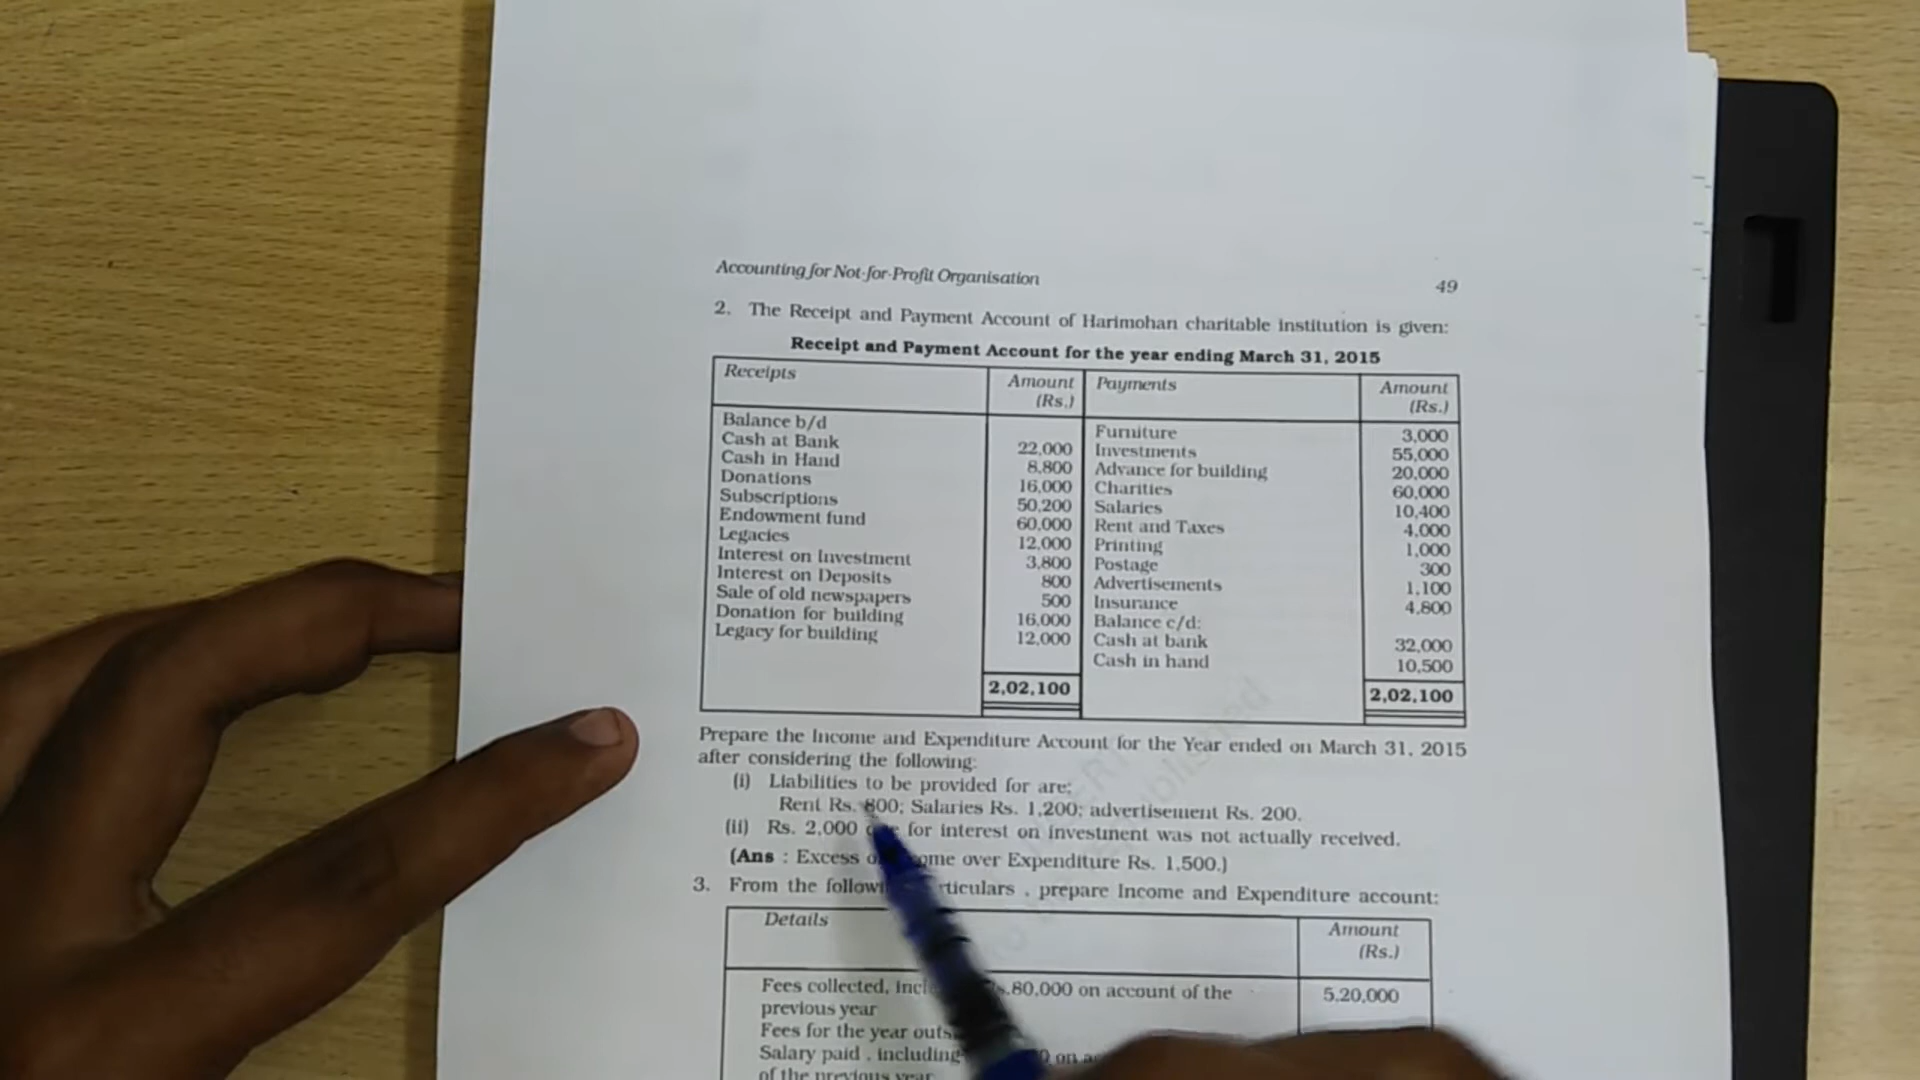 Accounting for Not-for-Profit Organisation 49
2. The Receipt and Payment Account of Harimohan charitable institution is given:
Receipt and Payment Account for the year ending March 31, 2015
Receipts Amount (Rs.) Payments Amount (Rs.)
Balance b/d Furniture 3,000
Cash at Bank 22,000 Investments 55,000
Cash in Hand 8,800 Advance for building 20,000
Donations 16,000 Charities 60,000
Subscriptions 50,200 Salaries 10,400
Endowment fund 60,000 Rent and Taxes 4,000
Legacies 12,000 Printing 1,000
Interest on Investment 3,800 Postage 300
Interest on Deposits 800 Advertisements 1,100
Sale of old newspapers 500 Insurance 4,800
Donation for building 16,000 Balance c/d:
Legacy for building 12,000 Cash at bank 32,000
Cash in hand 10,500
2,02,100 2,02,100
Prepare the Income and Expenditure Account for the Year ended on March 31, 2015
after considering the following:
(i) Liabilities to be provided for are:
Rent Rs. 800; Salaries Rs. 1,200; advertisement Rs. 200.
(ii) Rs. 2,000 for interest on investment was not actually received.
(Ans : Excess over Expenditure Rs. 1,500.)
3. From the prepare Income and Expenditure account:
Details Amount (Rs.)
Fees collected, 80,000 on account of the 5,20,000
previous year
Fees for the year
Salary paid, including on
of the previous year